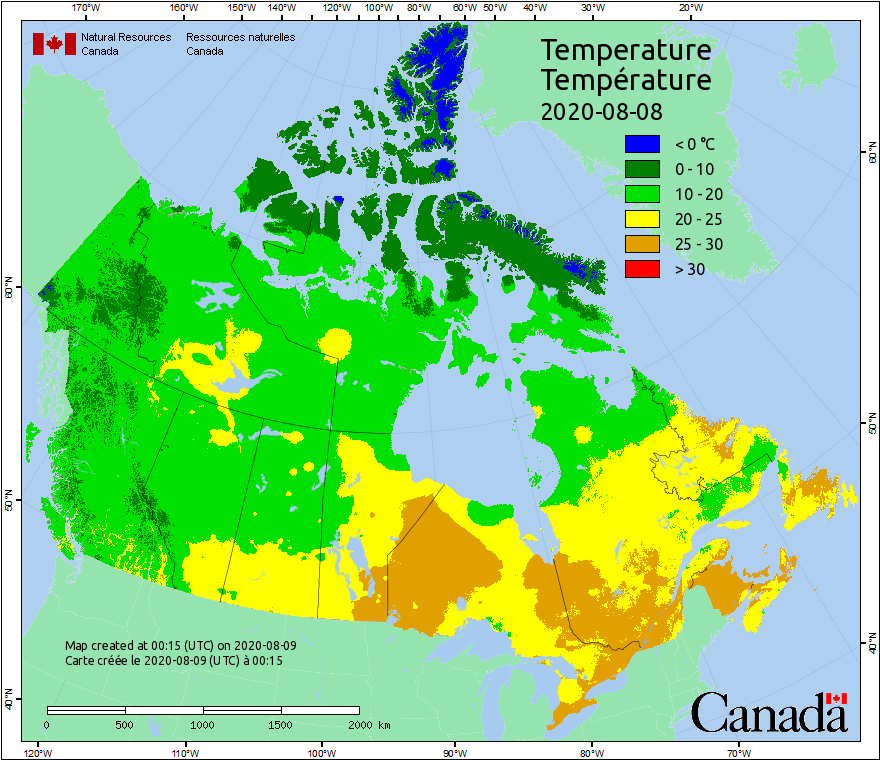 170°W 160°W 150°W 140°W 130°W 120°W 110°W 100°W 90°W 80°W 60°W 50°W 40°W 30°W 20°W
Natural Resources Ressources naturelles
Canada Canada
Temperature
Température
2020-08-08
< 0 °C
0 - 10
10 - 20
20 - 25
25 - 30
> 30
60°N
60°N
50°N
50°N
40°N
40°N
Map created at 00:15 (UTC) on 2020-08-09
Carte créée le 2020-08-09 (UTC) à 00:15
0 500 1000 1500 2000 km
Canada
120°W 110°W 100°W 90°W 80°W 70°W